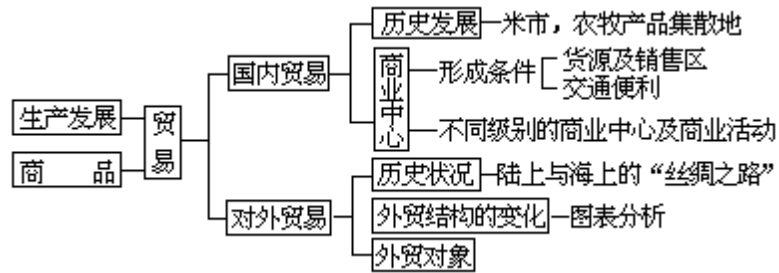 历史发展 米市，农牧产品集散地
国内贸易
商业中心
形成条件
货源及销售区
交通便利
不同级别的商业中心及商业活动
生产发展
商 品
贸易
历史状况 陆上与海上的“丝绸之路”
对外贸易
外贸结构的变化 图表分析
外贸对象